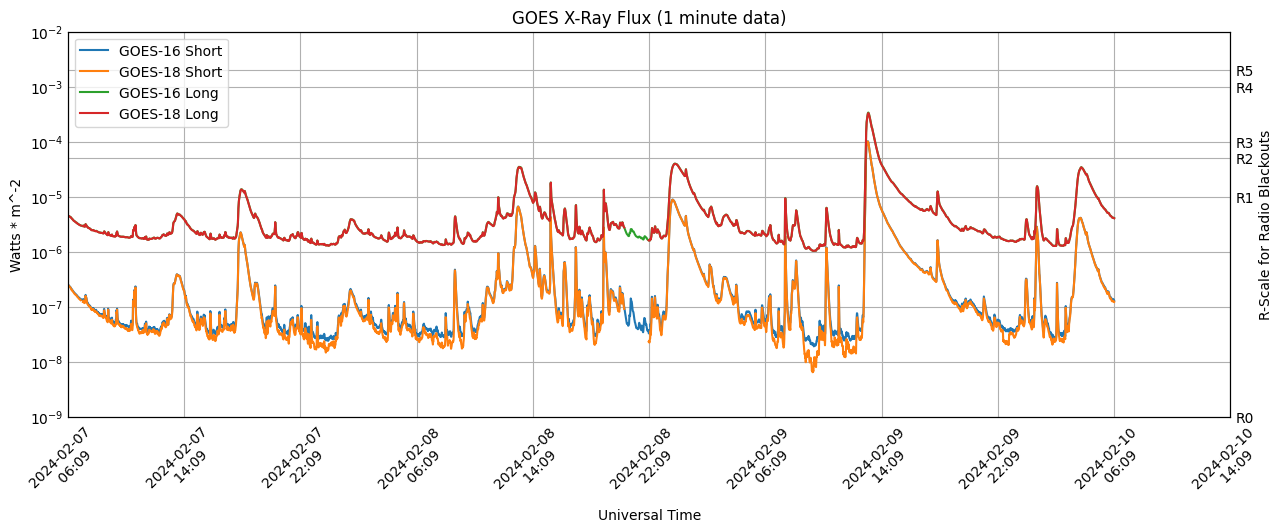 GOES X-Ray Flux (1 minute data)
GOES-16 Short
GOES-18 Short
GOES-16 Long
GOES-18 Long
Watts * m^-2
10⁻²
10⁻³
10⁻⁴
10⁻⁵
10⁻⁶
10⁻⁷
10⁻⁸
10⁻⁹
R5
R4
R3
R2
R1
R0
R-Scale for Radio Blackouts
2024-02-07
06:09
2024-02-07
14:09
2024-02-07
22:09
2024-02-08
06:09
2024-02-08
14:09
2024-02-08
22:09
2024-02-09
06:09
2024-02-09
14:09
2024-02-09
22:09
2024-02-10
06:09
2024-02-10
14:09
Universal Time